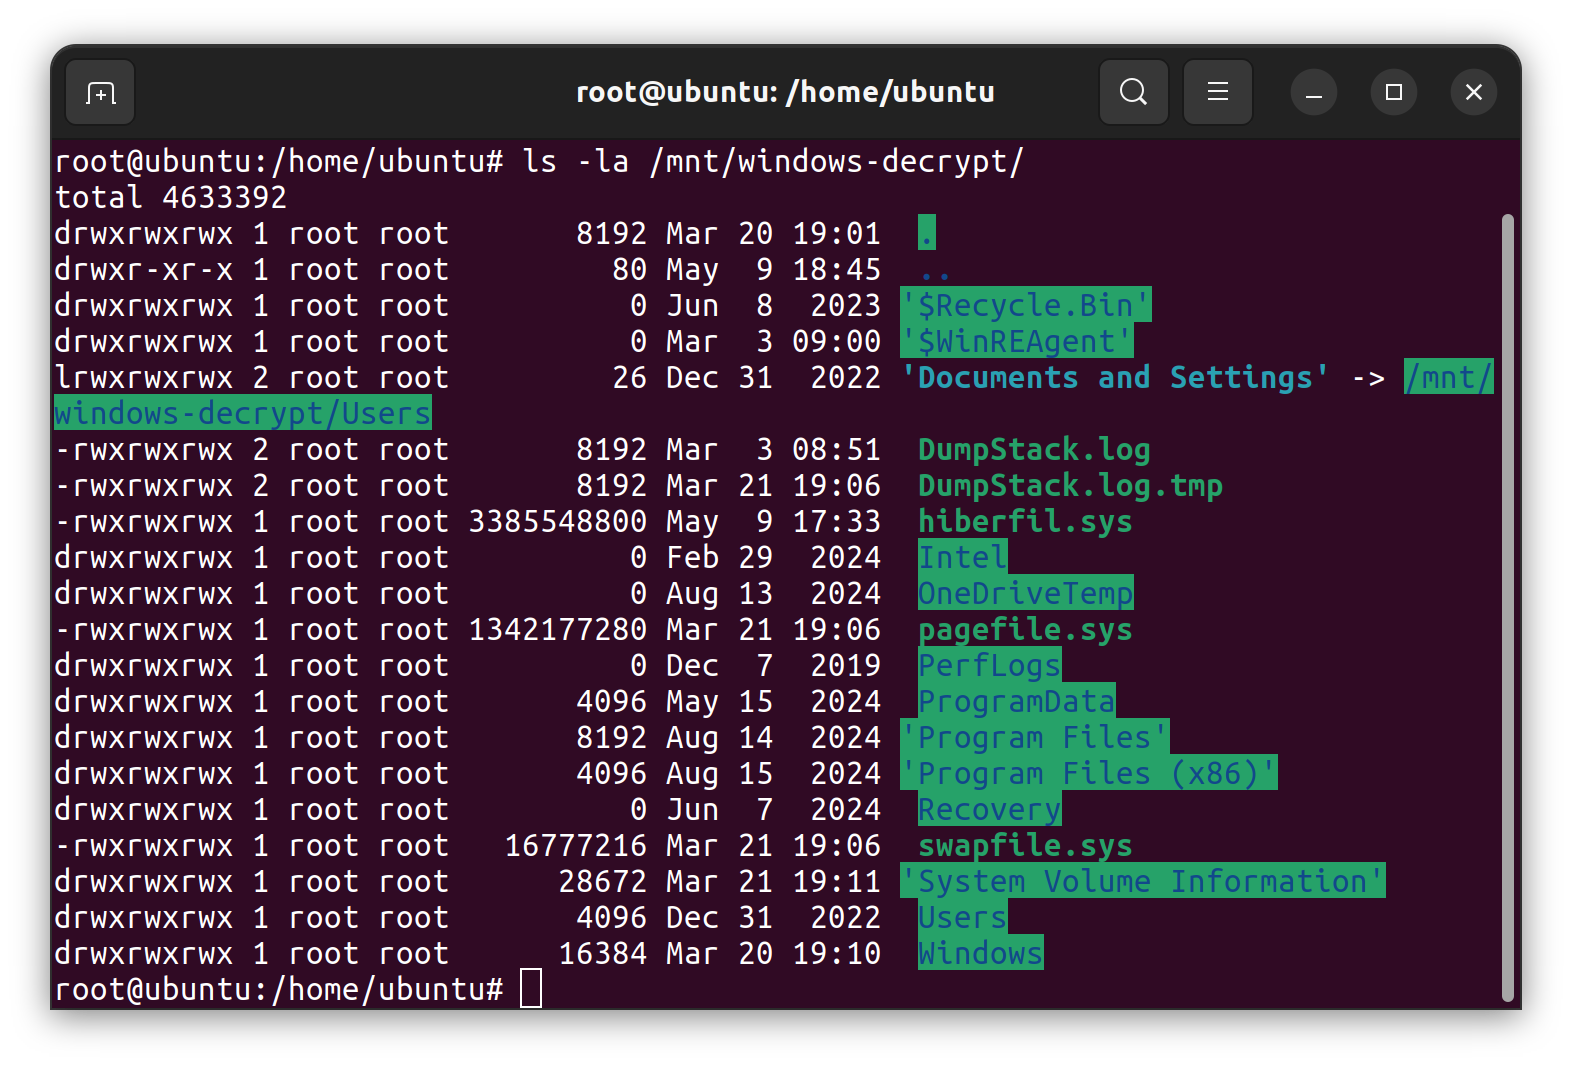 root@ubuntu: /home/ubuntu
root@ubuntu:/home/ubuntu# ls -la /mnt/windows-decrypt/
total 4633392
drwxrwxrwx 1 root root       8192 Mar 20 19:01  .
drwxr-xr-x 1 root root         80 May  9 18:45  ..
drwxrwxrwx 1 root root          0 Jun  8  2023 '$Recycle.Bin'
drwxrwxrwx 1 root root          0 Mar  3 09:00 '$WinREAgent'
lrwxrwxrwx 2 root root         26 Dec 31  2022 'Documents and Settings' -> /mnt/
windows-decrypt/Users
-rwxrwxrwx 2 root root       8192 Mar  3 08:51  DumpStack.log
-rwxrwxrwx 2 root root       8192 Mar 21 19:06  DumpStack.log.tmp
-rwxrwxrwx 1 root root 3385548800 May  9 17:33  hiberfil.sys
drwxrwxrwx 1 root root          0 Feb 29  2024  Intel
drwxrwxrwx 1 root root          0 Aug 13  2024  OneDriveTemp
-rwxrwxrwx 1 root root 1342177280 Mar 21 19:06  pagefile.sys
drwxrwxrwx 1 root root          0 Dec  7  2019  PerfLogs
drwxrwxrwx 1 root root       4096 May 15  2024  ProgramData
drwxrwxrwx 1 root root       8192 Aug 14  2024 'Program Files'
drwxrwxrwx 1 root root       4096 Aug 15  2024 'Program Files (x86)'
drwxrwxrwx 1 root root          0 Jun  7  2024  Recovery
-rwxrwxrwx 1 root root   16777216 Mar 21 19:06  swapfile.sys
drwxrwxrwx 1 root root      28672 Mar 21 19:11 'System Volume Information'
drwxrwxrwx 1 root root       4096 Dec 31  2022  Users
drwxrwxrwx 1 root root      16384 Mar 20 19:10  Windows
root@ubuntu:/home/ubuntu#